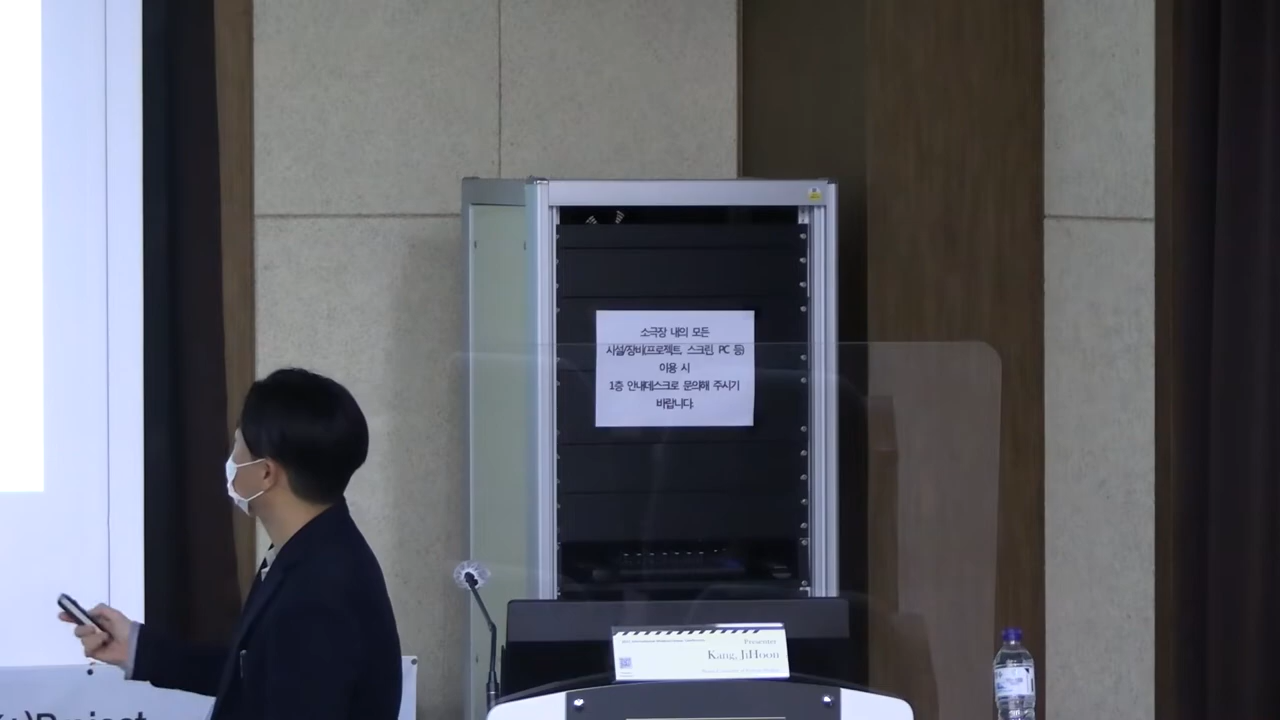 소극장 내의 모든
시설/장비(프로젝트, 스크린, PC 등)
이용 시
1층 안내데스크로 문의해 주시기
바랍니다.
Presenter
Kang, JiHoon
)Project